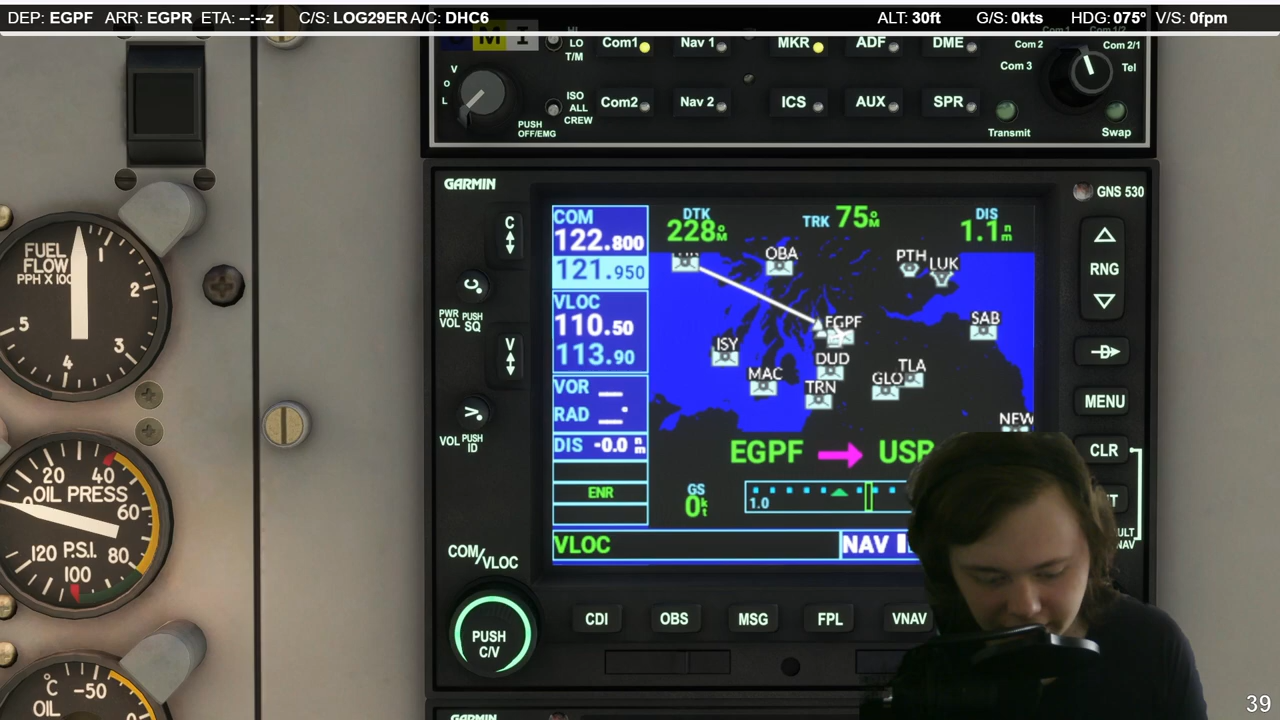 DEP: EGPF ARR: EGPR ETA: --:--z C/S: LOG29ER A/C: DHC6 ALT: 30ft G/S: 0kts HDG: 075° V/S: 0fpm
M I
LO
T/M
Com1 Nav 1 MKR ADF DME
Com 2
Com 2/1
Com 3
Tel
V
O
L
ISO
ALL
CREW
PUSH
OFF/EMG
Com2 Nav 2 ICS AUX SPR
Transmit
Swap
GARMIN
GNS 530
C
PWR
VOL
PUSH
SQ
V
VOL
PUSH
ID
COM/VLOC
PUSH
C/V
COM
122.800
121.950
VLOC
110.50
113.90
VOR __
RAD __°
DIS -0.0 nm
ENR
DTK
228°M
TRK 75°M
DIS
1.1nm
OBA
PTH
LUK
EGPF
SAB
ISY
DUD
MAC
TRN
GLO
TLA
NEW
EGPF
GS
0kt
1.0
VLOC
NAV
RNG
D
MENU
CLR
CDI OBS MSG FPL VNAV
FUEL
FLOW
PPH X 100
1
2
3
4
5
20 40
OIL PRESS
60
120 P.S.I. 80
100
°C
OIL
-50
0
GARMIN
39